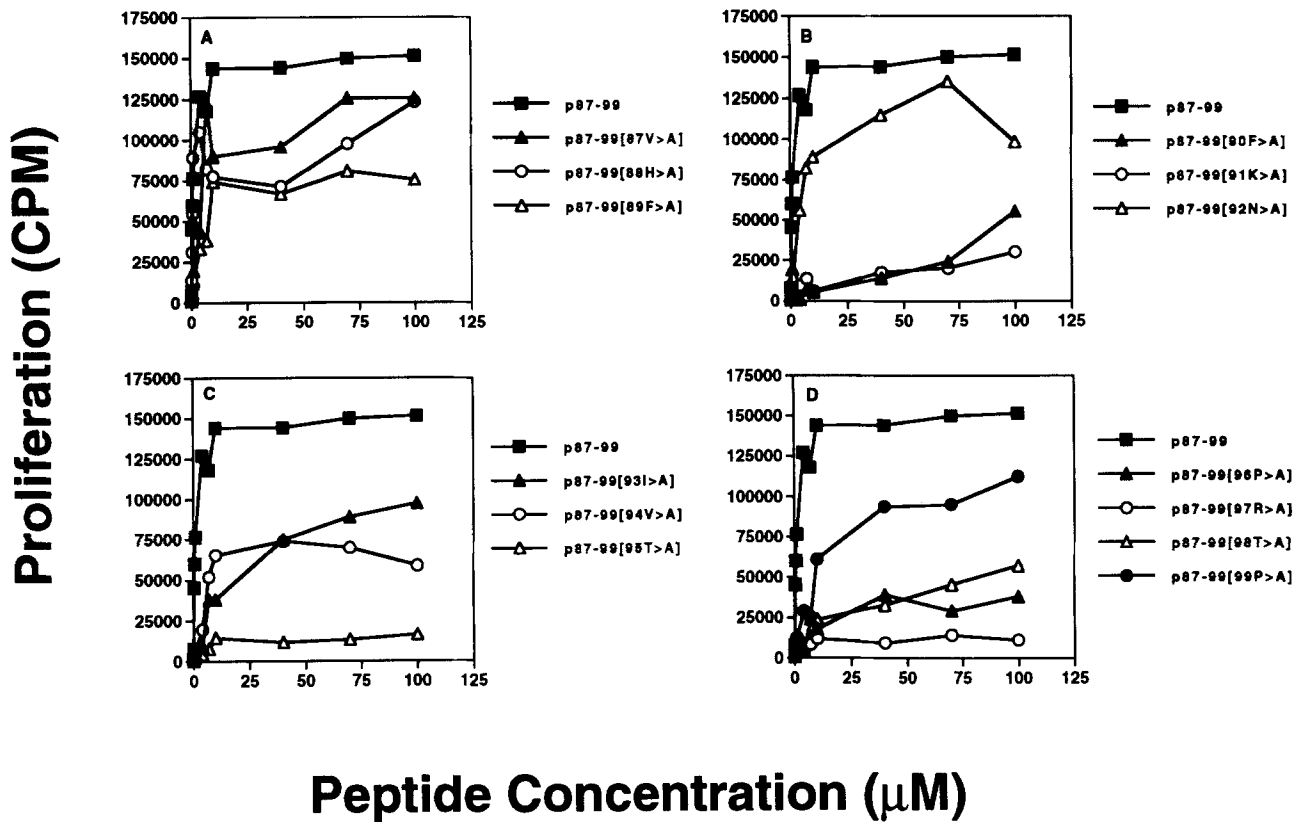 Proliferation (CPM)
A
175000
150000
125000
100000
75000
50000
25000
0
0 25 50 75 100 125
p87-99
p87-99[87V>A]
p87-99[88H>A]
p87-99[89F>A]
B
175000
150000
125000
100000
75000
50000
25000
0
0 25 50 75 100 125
p87-99
p87-99[90F>A]
p87-99[91K>A]
p87-99[92N>A]
C
175000
150000
125000
100000
75000
50000
25000
0
0 25 50 75 100 125
p87-99
p87-99[93I>A]
p87-99[94V>A]
p87-99[95T>A]
D
175000
150000
125000
100000
75000
50000
25000
0
0 25 50 75 100 125
p87-99
p87-99[96P>A]
p87-99[97R>A]
p87-99[98T>A]
p87-99[99P>A]
Peptide Concentration (μM)